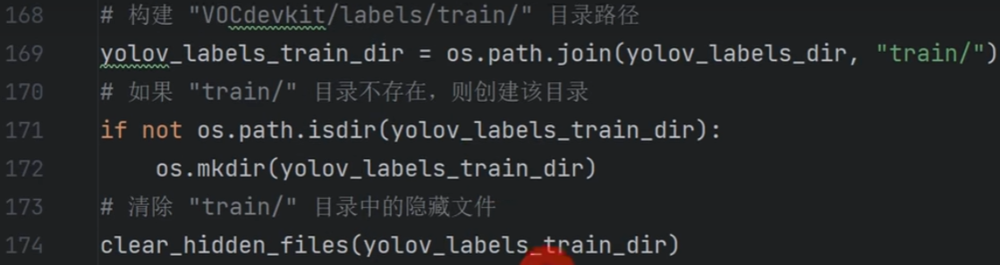 168 # 构建 "VOCdevkit/labels/train/" 目录路径
169 yolov_labels_train_dir = os.path.join(yolov_labels_dir, "train/")
170 # 如果 "train/" 目录不存在，则创建该目录
171 if not os.path.isdir(yolov_labels_train_dir):
172     os.mkdir(yolov_labels_train_dir)
173 # 清除 "train/" 目录中的隐藏文件
174 clear_hidden_files(yolov_labels_train_dir)